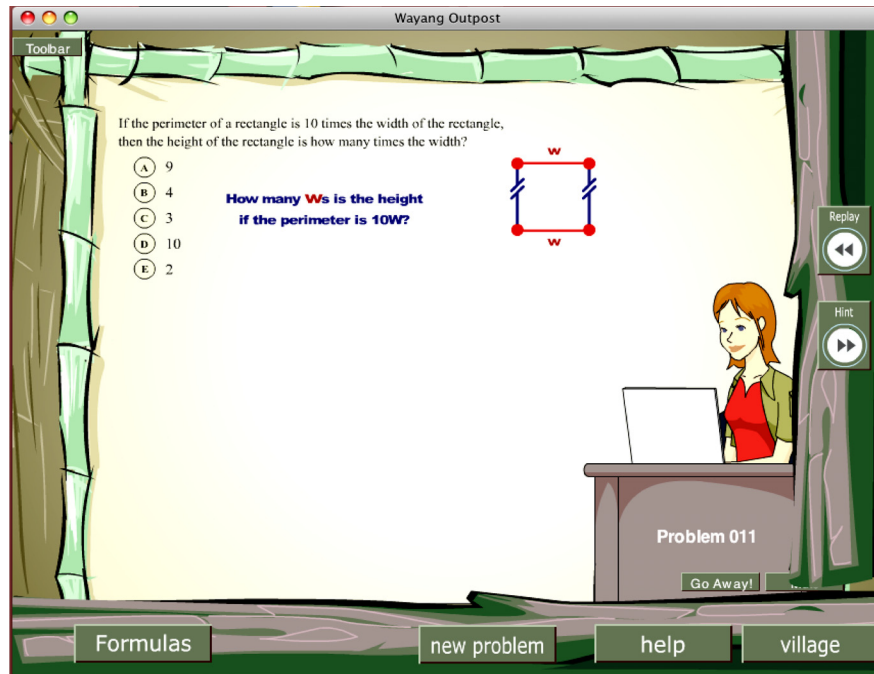 Wayang Outpost
Toolbar
If the perimeter of a rectangle is 10 times the width of the rectangle,
then the height of the rectangle is how many times the width?
A 9
B 4
C 3
D 10
E 2
How many Ws is the height
if the perimeter is 10W?
w
w
Replay
Hint
Problem 011
Go Away!
Formulas
new problem
help
village